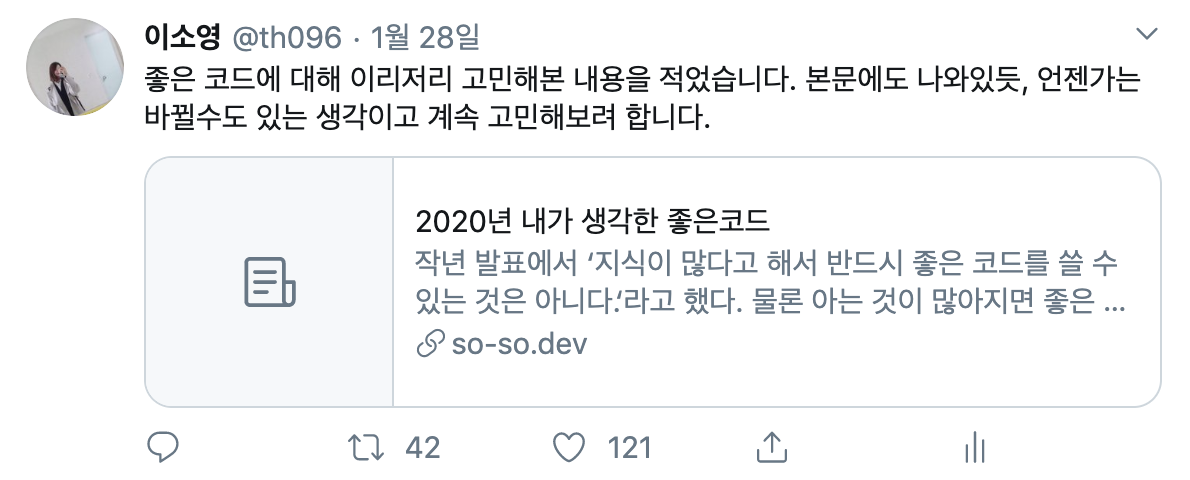 이소영 @th096 · 1월 28일
좋은 코드에 대해 이리저리 고민해본 내용을 적었습니다. 본문에도 나와있듯, 언젠가는
바뀔수도 있는 생각이고 계속 고민해보려 합니다.
2020년 내가 생각한 좋은코드
작년 발표에서 ‘지식이 많다고 해서 반드시 좋은 코드를 쓸 수
있는 것은 아니다.‘라고 했다. 물론 아는 것이 많아지면 좋은 ...
so-so.dev
42 121